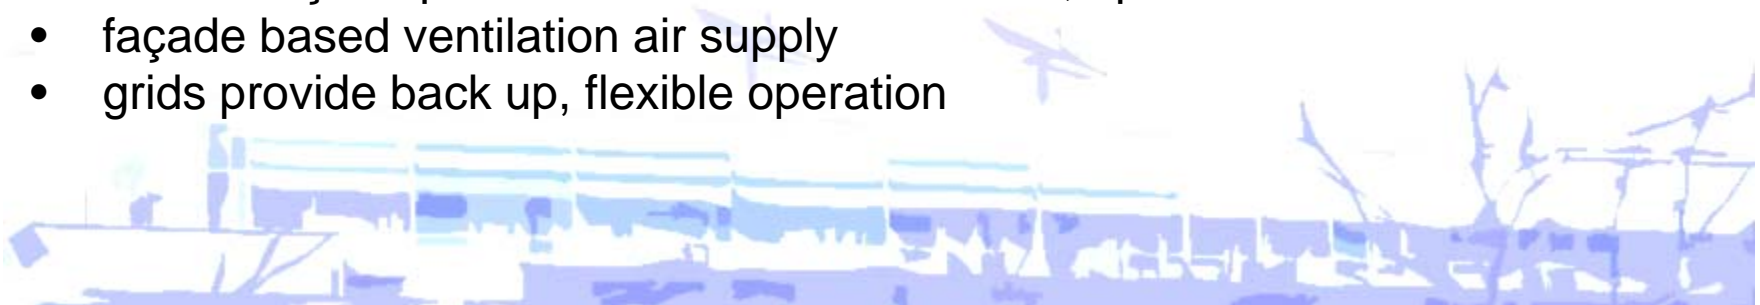 • façade based ventilation air supply
• grids provide back up, flexible operation